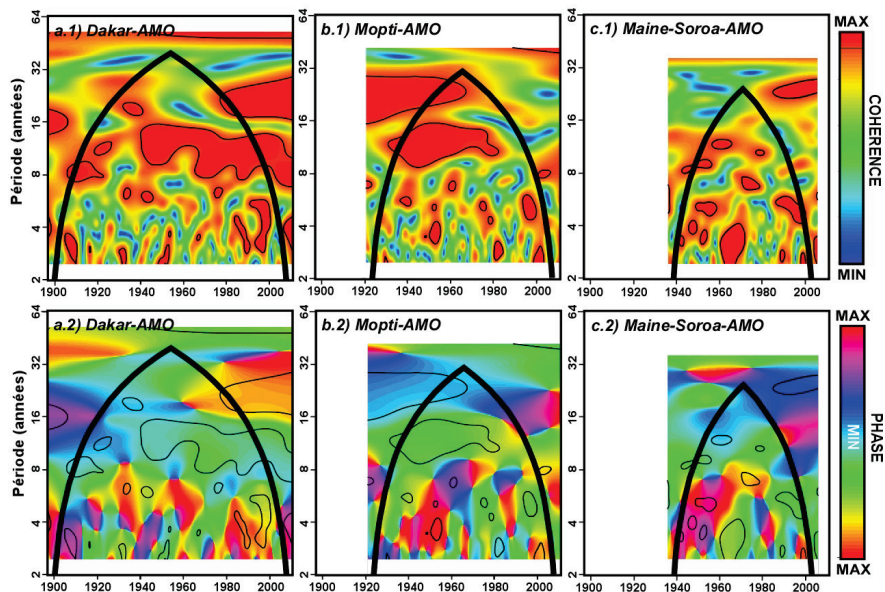 a.1) Dakar-AMO
b.1) Mopti-AMO
c.1) Maine-Soroa-AMO
MAX
64
32
16
8
4
2
Période (années)
COHERENCE
MIN
1900 1920 1940 1960 1980 2000
1900 1920 1940 1960 1980 2000
1900 1920 1940 1960 1980 2000
a.2) Dakar-AMO
b.2) Mopti-AMO
c.2) Maine-Soroa-AMO
MAX
64
32
16
8
4
2
Période (années)
MIN
PHASE
MAX
1900 1920 1940 1960 1980 2000
1900 1920 1940 1960 1980 2000
1900 1920 1940 1960 1980 2000